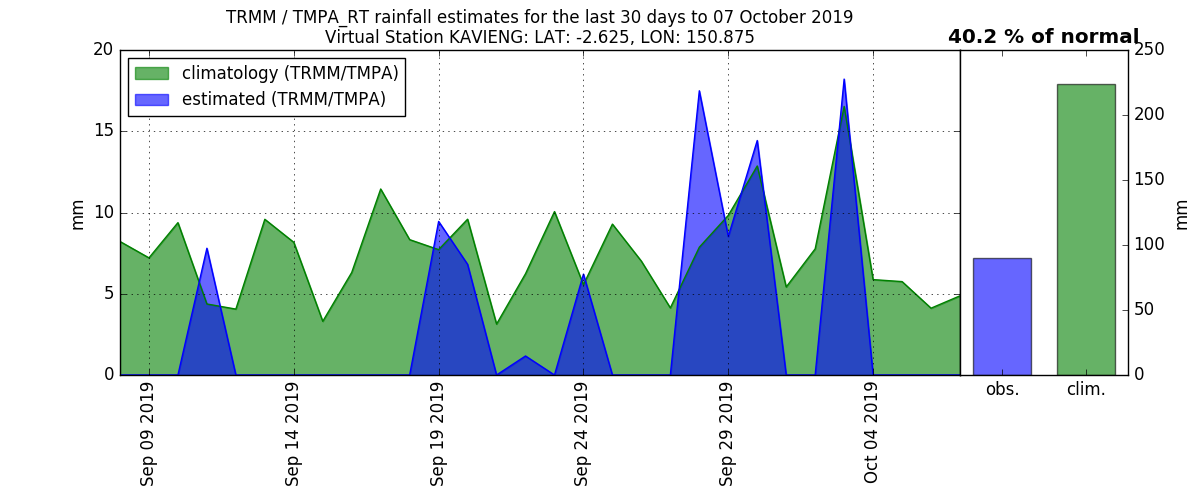 TRMM / TMPA_RT rainfall estimates for the last 30 days to 07 October 2019
Virtual Station KAVIENG: LAT: -2.625, LON: 150.875
40.2 % of normal
climatology (TRMM/TMPA)
estimated (TRMM/TMPA)
20
15
10
5
0
mm
250
200
150
100
50
0
mm
Sep 09 2019
Sep 14 2019
Sep 19 2019
Sep 24 2019
Sep 29 2019
Oct 04 2019
obs.
clim.